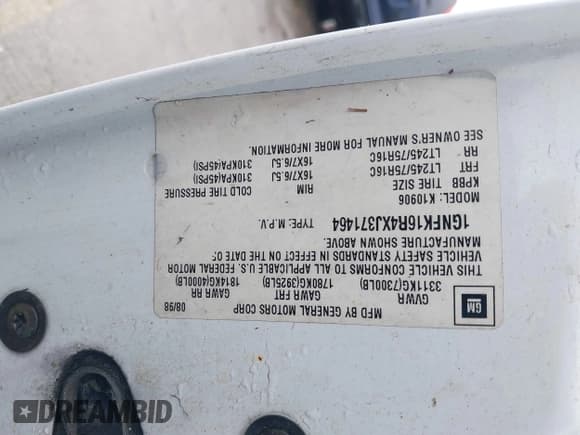 GM
MFD BY GENERAL MOTORS CORP 08/98
GVWR GAWR FRT GAWR RR
3311KG(7300LB) 1780KG(3925LB) 1814KG(4000LB)
THIS VEHICLE CONFORMS TO ALL APPLICABLE U.S. FEDERAL MOTOR
VEHICLE SAFETY STANDARDS IN EFFECT ON THE DATE OF
MANUFACTURE SHOWN ABOVE.
1GNFK16R4XJ371464 TYPE: M.P.V.
MODEL: K10906
KPBB TIRE SIZE RIM COLD TIRE PRESSURE
FRT LT245/75R16C 16X7/6.5J 310KPA(45PSI)
RR LT245/75R16C 16X7/6.5J 310KPA(45PSI)
SEE OWNER'S MANUAL FOR MORE INFORMATION.
DREAMBID